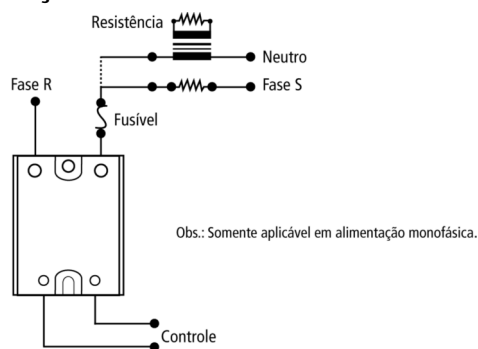 Resistência
Neutro
Fase R
Fase S
Fusível
Obs.: Somente aplicável em alimentação monofásica.
Controle